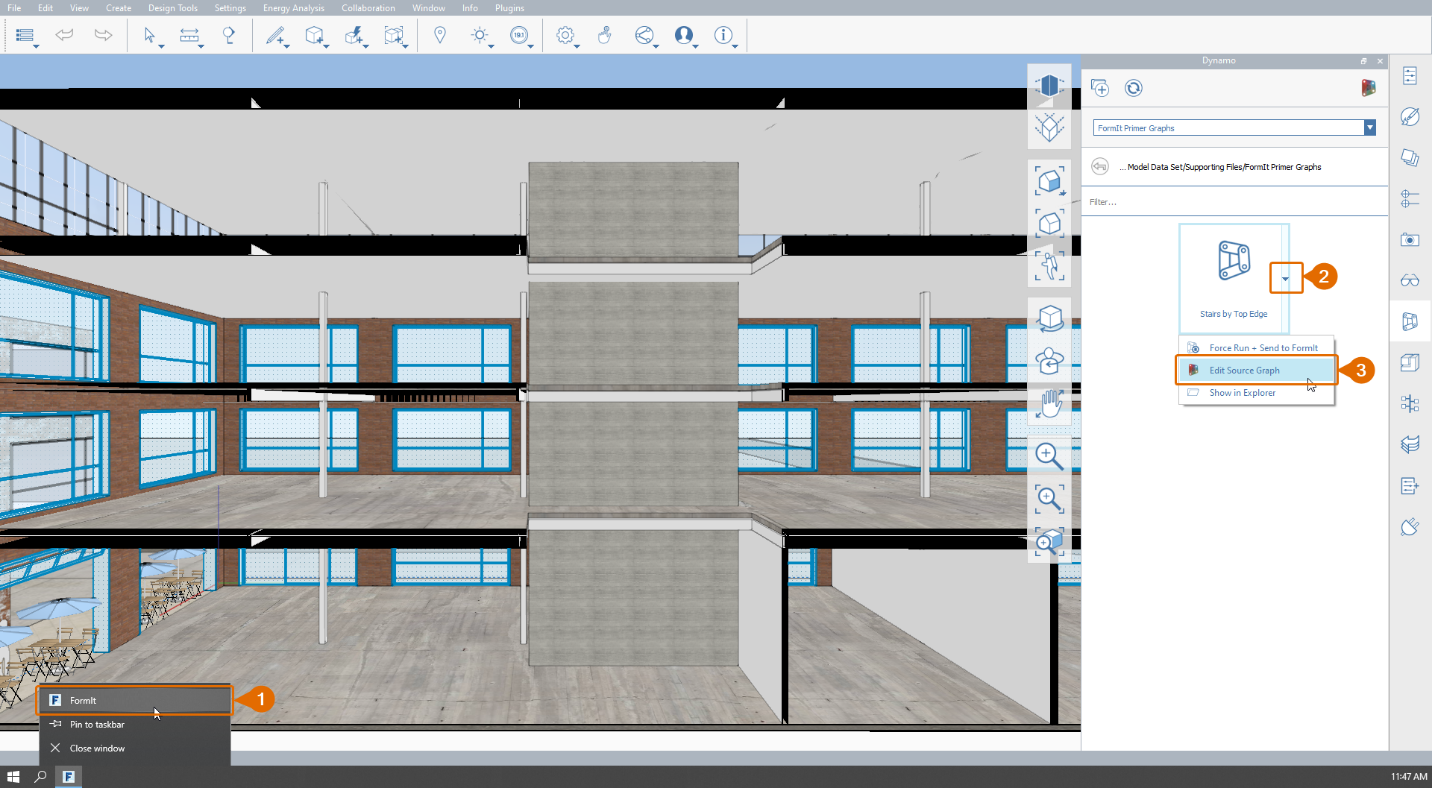 File Edit View Create Design Tools Settings Energy Analysis Collaboration Window Info Plugins
Dynamo
FormIt Primer Graphs
... Model Data Set/Supporting Files/FormIt Primer Graphs
Filter...
2
Stairs by Top Edge
Force Run + Send to FormIt
Edit Source Graph
3
Show in Explorer
F FormIt
1
Pin to taskbar
Close window
F
11:47 AM